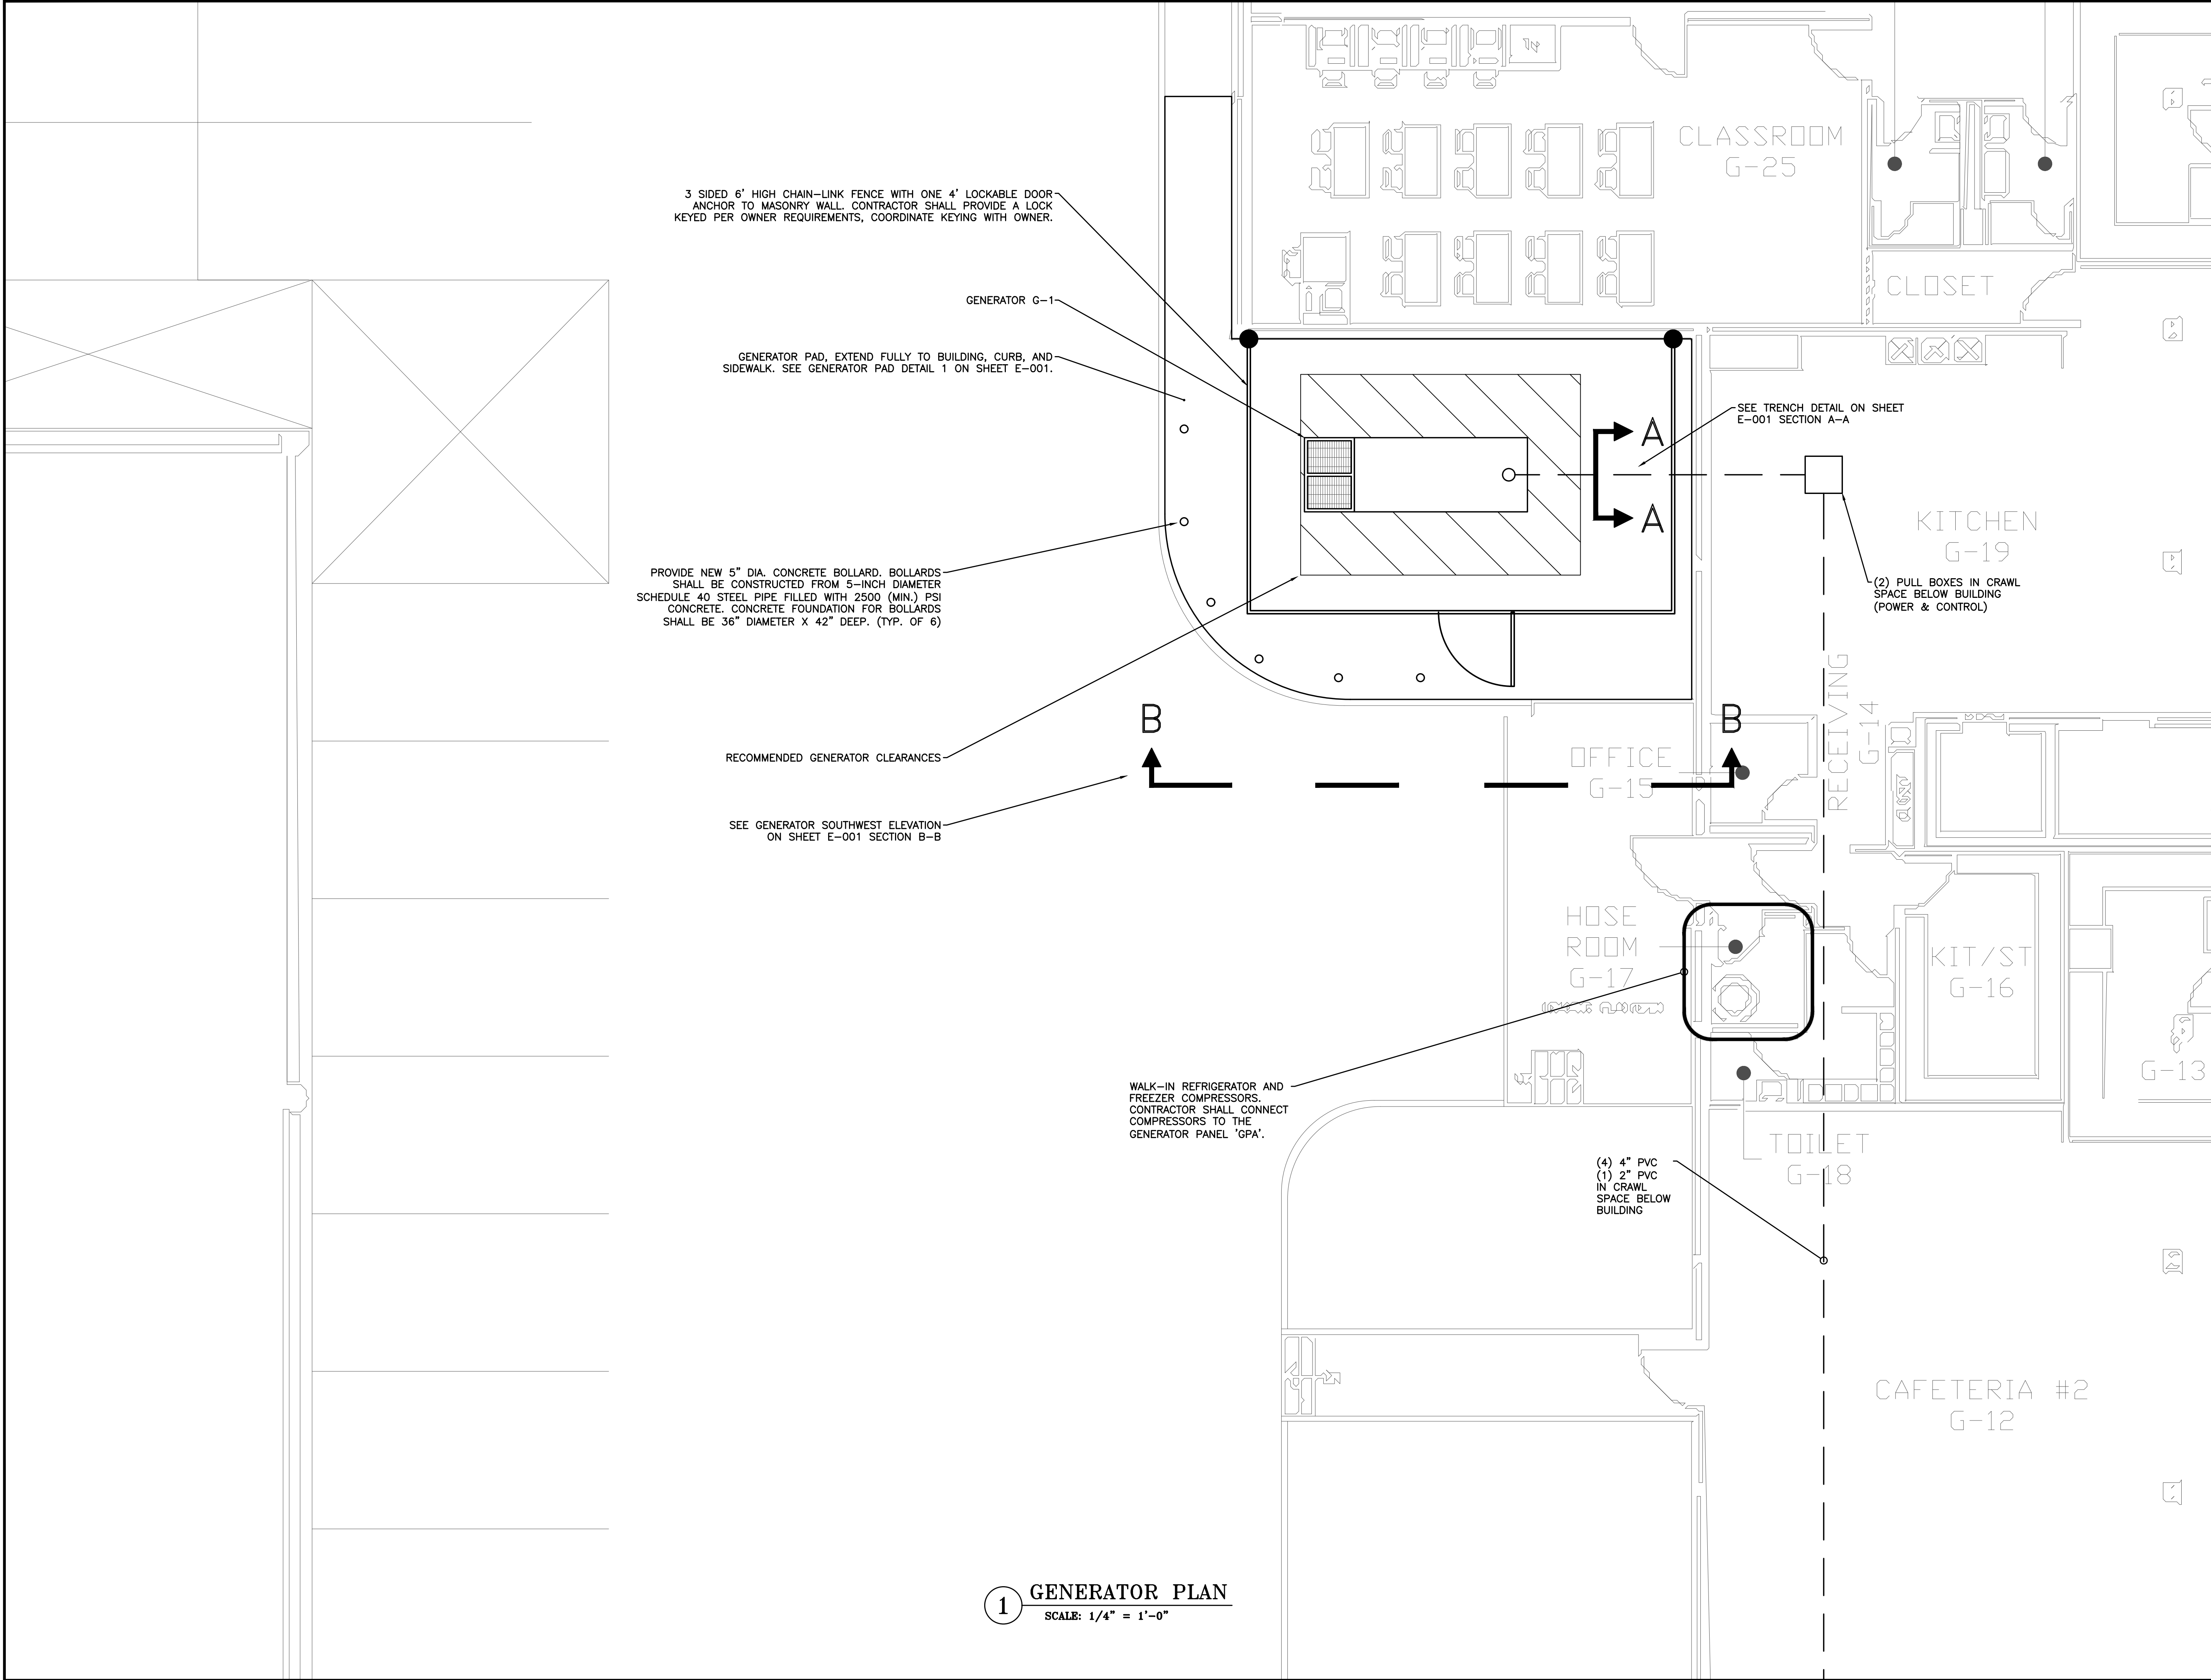 CLASSROOM
G-25
3 SIDED 6' HIGH CHAIN-LINK FENCE WITH ONE 4' LOCKABLE DOOR
ANCHOR TO MASONRY WALL. CONTRACTOR SHALL PROVIDE A LOCK
KEYED PER OWNER REQUIREMENTS, COORDINATE KEYING WITH OWNER.
CLOSET
GENERATOR G-1
GENERATOR PAD, EXTEND FULLY TO BUILDING, CURB, AND
SIDEWALK. SEE GENERATOR PAD DETAIL 1 ON SHEET E-001.
SEE TRENCH DETAIL ON SHEET
E-001 SECTION A-A
A
A
KITCHEN
G-19
PROVIDE NEW 5" DIA. CONCRETE BOLLARD. BOLLARDS
SHALL BE CONSTRUCTED FROM 5-INCH DIAMETER
SCHEDULE 40 STEEL PIPE FILLED WITH 2500 (MIN.) PSI
CONCRETE. CONCRETE FOUNDATION FOR BOLLARDS
SHALL BE 36" DIAMETER X 42" DEEP. (TYP. OF 6)
(2) PULL BOXES IN CRAWL
SPACE BELOW BUILDING
(POWER & CONTROL)
RECEIVING
G-14
B
B
RECOMMENDED GENERATOR CLEARANCES
OFFICE
G-15
SEE GENERATOR SOUTHWEST ELEVATION
ON SHEET E-001 SECTION B-B
HOSE
ROOM
G-17
KIT/ST
G-16
G-13
WALK-IN REFRIGERATOR AND
FREEZER COMPRESSORS.
CONTRACTOR SHALL CONNECT
COMPRESSORS TO THE
GENERATOR PANEL 'GPA'.
TOILET
G-18
(4) 4" PVC
(1) 2" PVC
IN CRAWL
SPACE BELOW
BUILDING
CAFETERIA #2
G-12
1
GENERATOR PLAN
SCALE: 1/4" = 1'-0"